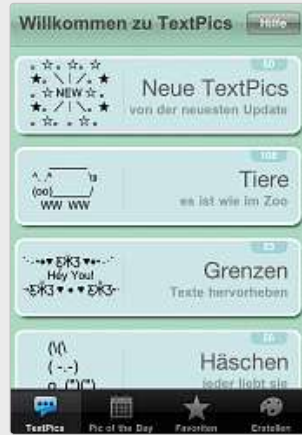 Willkommen zu TextPics
Hilfe
NEW
Neue TextPics
von der neuesten Update
Tiere
es ist wie im Zoo
Hey You!
Grenzen
Texte hervorheben
Häschen
jeder liebt sie
TextPics
Pic of the Day
Favoriten
Erstellen